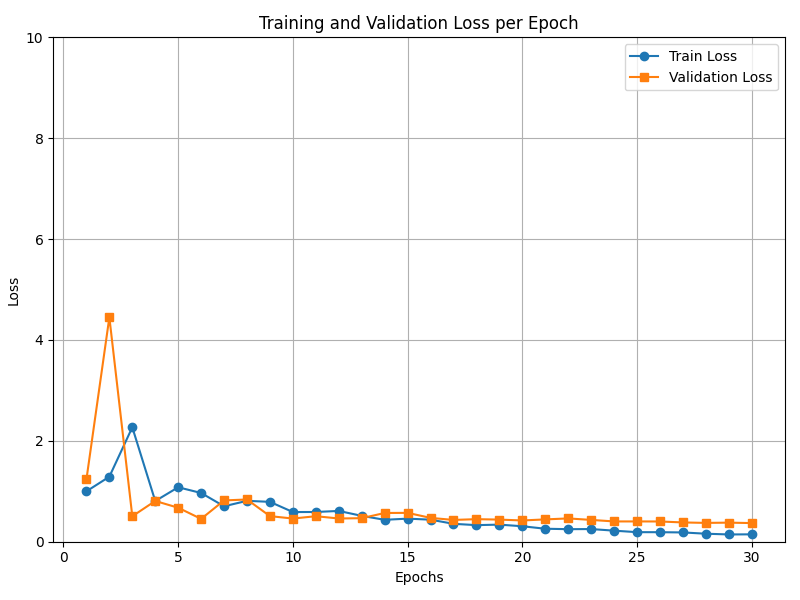 Training and Validation Loss per Epoch
Train Loss
Validation Loss
10
8
6
4
2
0
Loss
0 5 10 15 20 25 30
Epochs